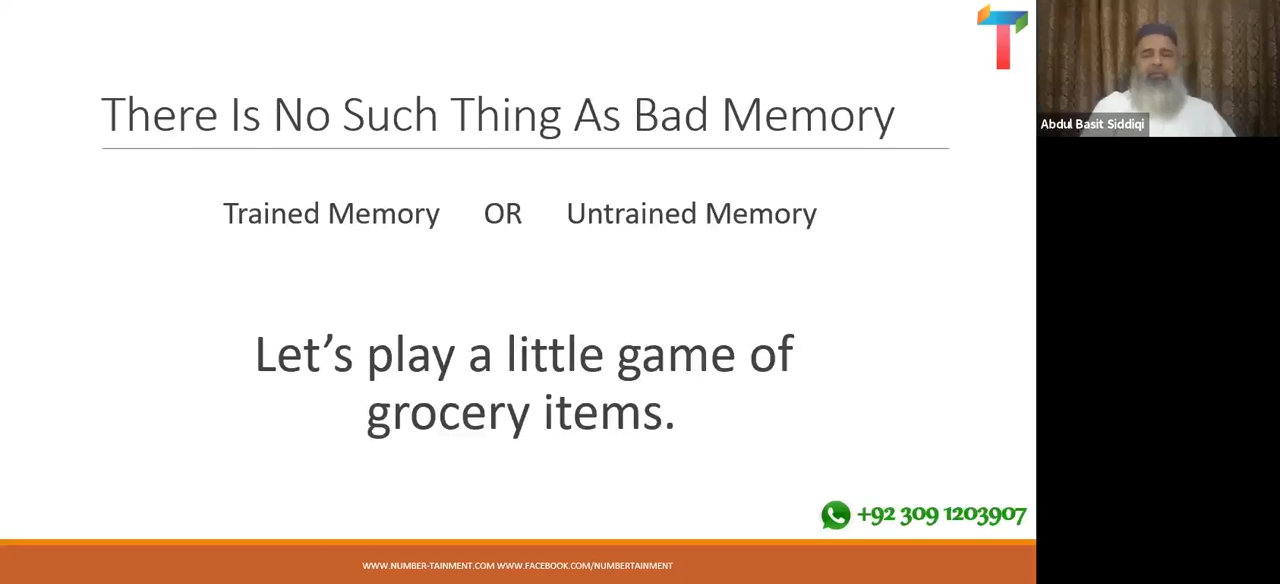 There Is No Such Thing As Bad Memory
Trained Memory OR Untrained Memory
Let’s play a little game of
grocery items.
+92 309 1203907
WWW.NUMBER-TAINMENT.COM WWW.FACEBOOK.COM/NUMBERTAINMENT
T
Abdul Basit Siddiqi